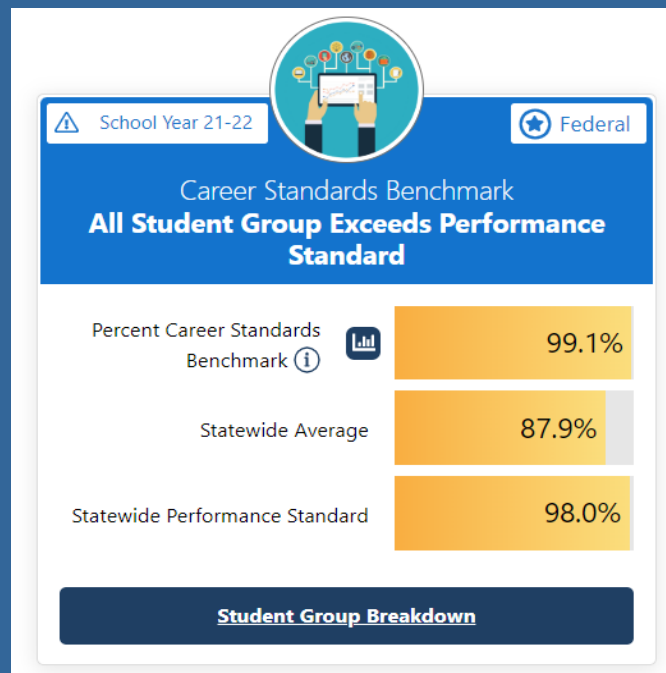 School Year 21-22
Federal
Career Standards Benchmark
All Student Group Exceeds Performance
Standard
Percent Career Standards
Benchmark
99.1%
Statewide Average
87.9%
Statewide Performance Standard
98.0%
Student Group Breakdown